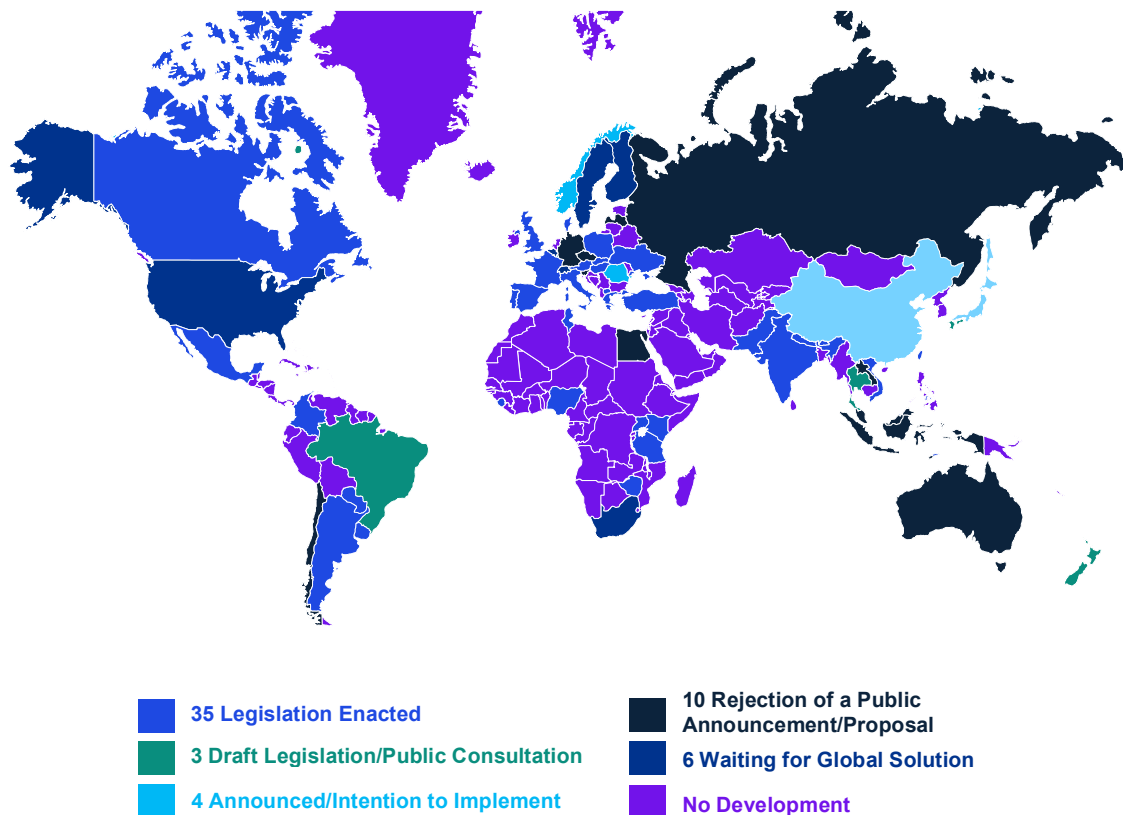 35 Legislation Enacted
3 Draft Legislation/Public Consultation
4 Announced/Intention to Implement
10 Rejection of a Public
Announcement/Proposal
6 Waiting for Global Solution
No Development